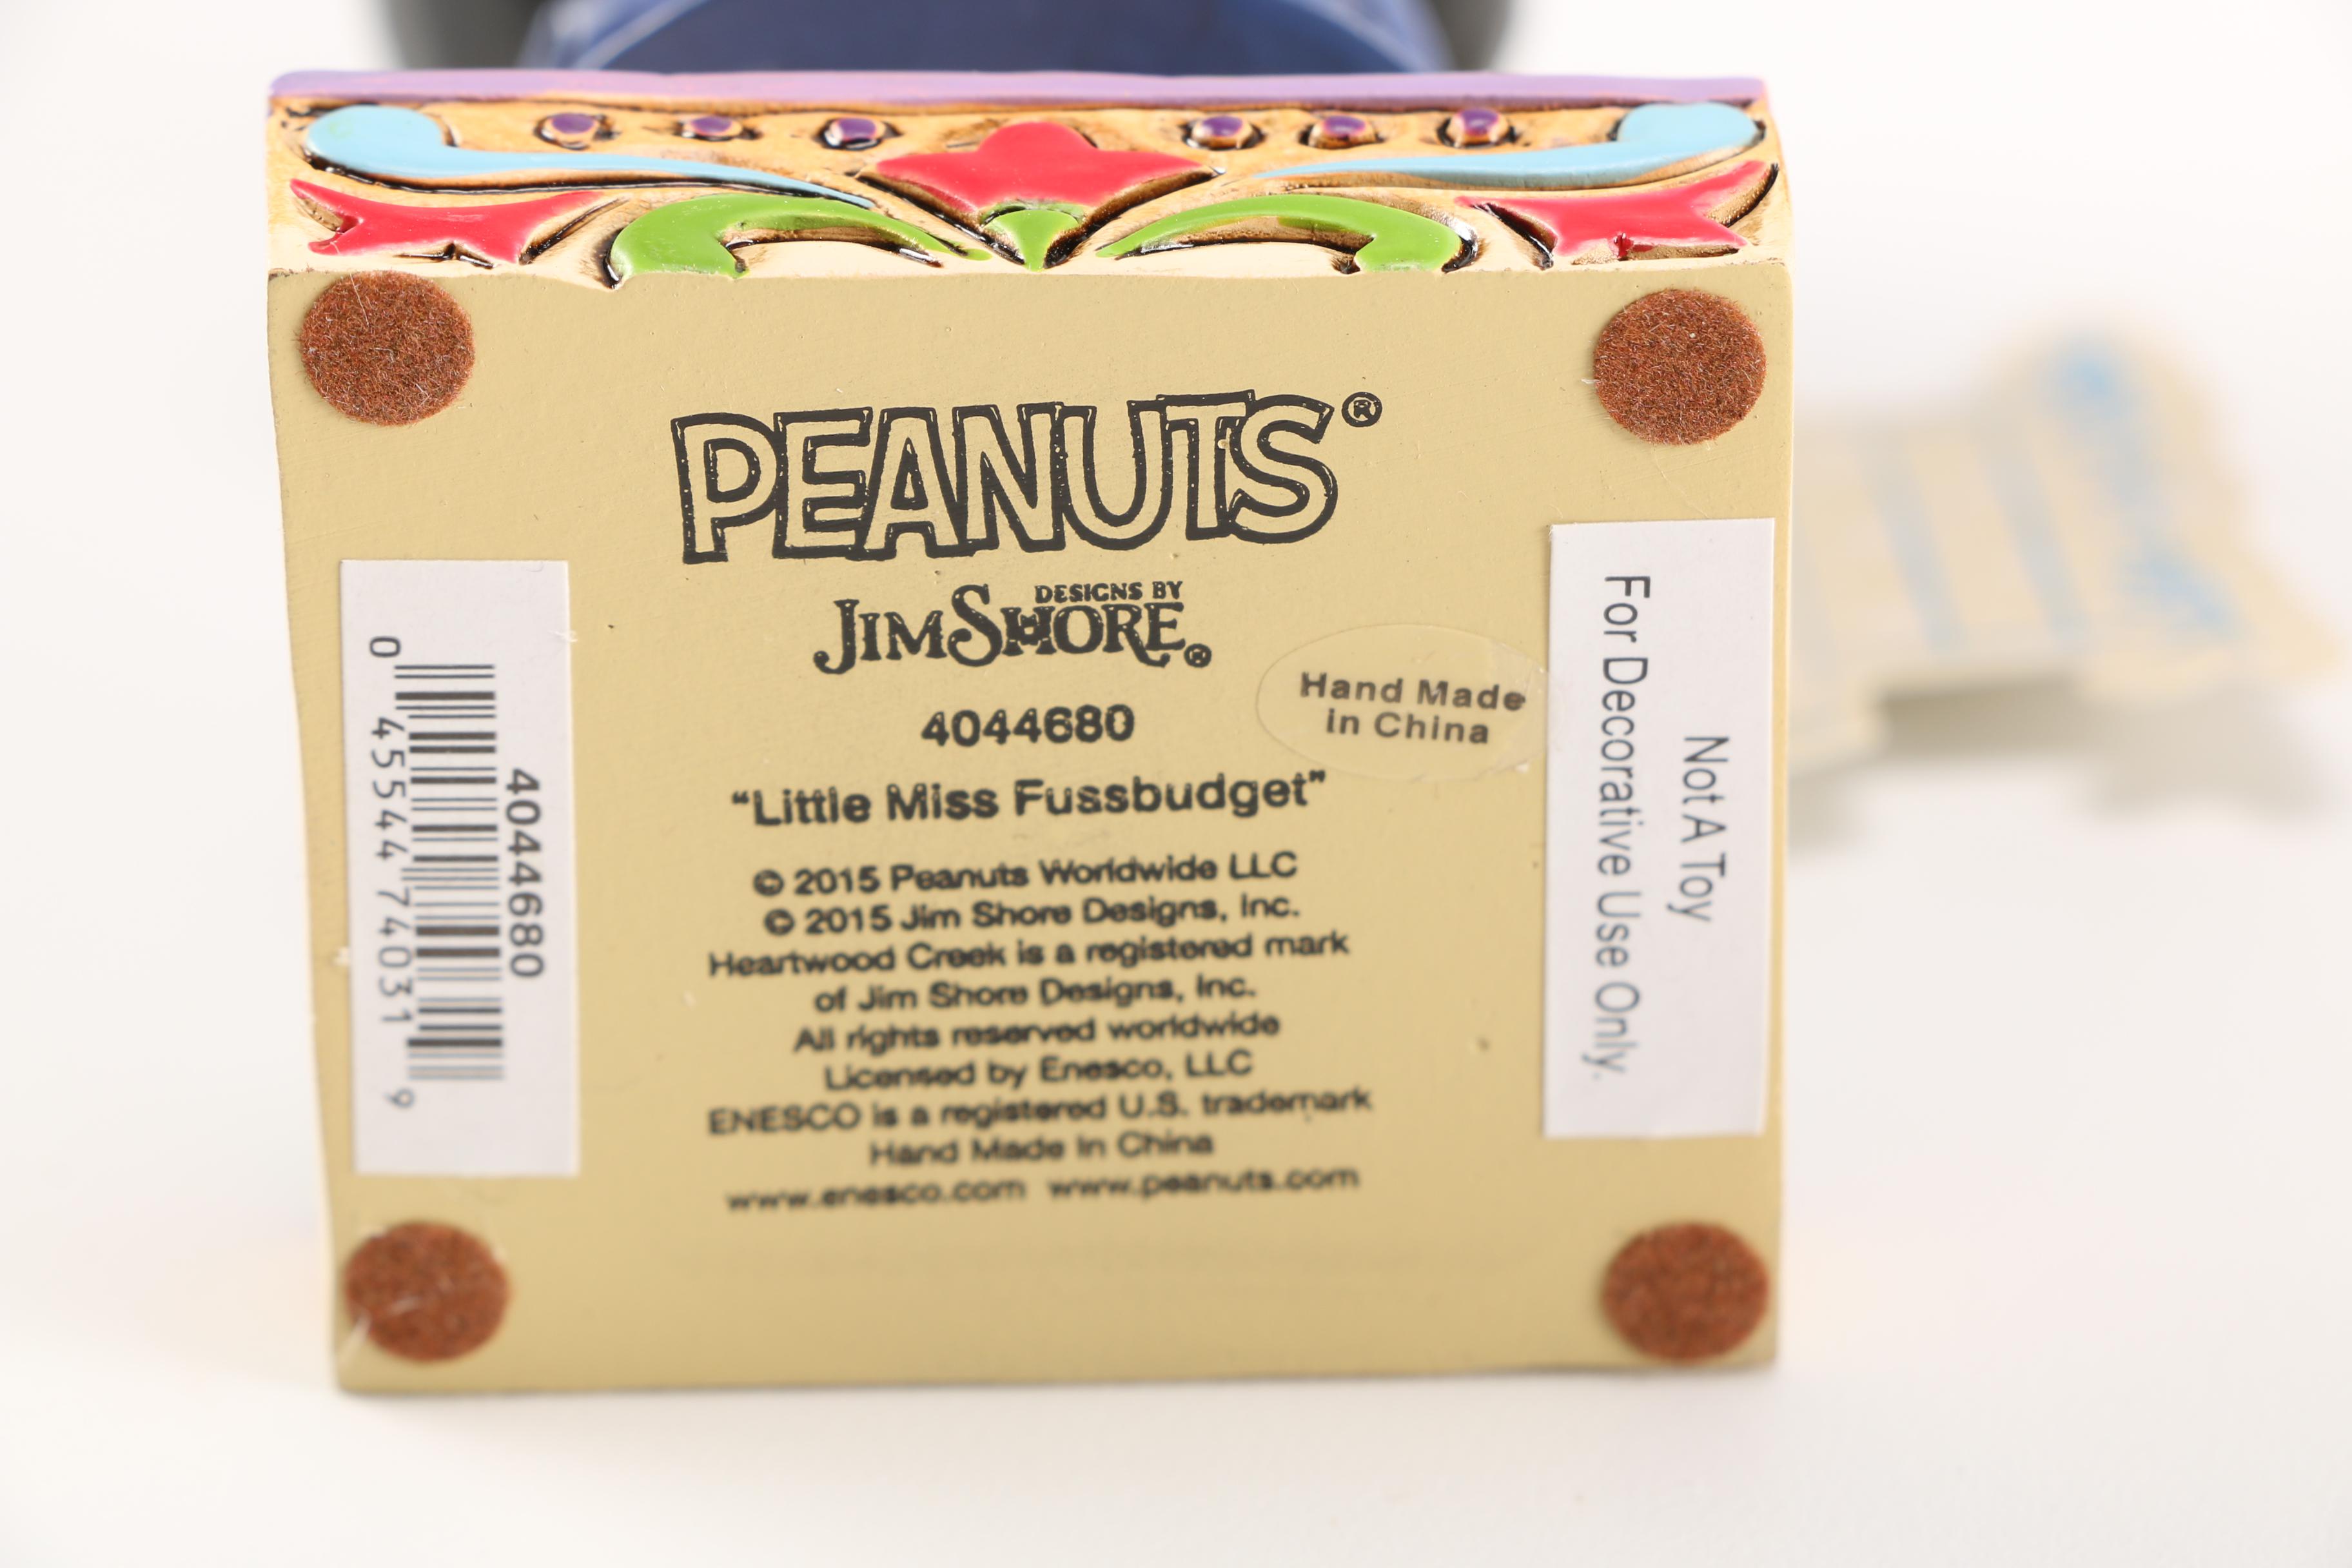 PEANUTS®
DESIGNS BY
JIM SHORE®
4044680
“Little Miss Fussbudget”
© 2015 Peanuts Worldwide LLC
© 2015 Jim Shore Designs, Inc.
Heartwood Creek is a registered mark
of Jim Shore Designs, Inc.
All rights reserved worldwide
Licensed by Enesco, LLC
ENESCO is a registered U.S. trademark
Hand Made In China
www.enesco.com www.peanuts.com
Hand Made
in China
4044680
0 45544 74031 9
Not A Toy
For Decorative Use Only.